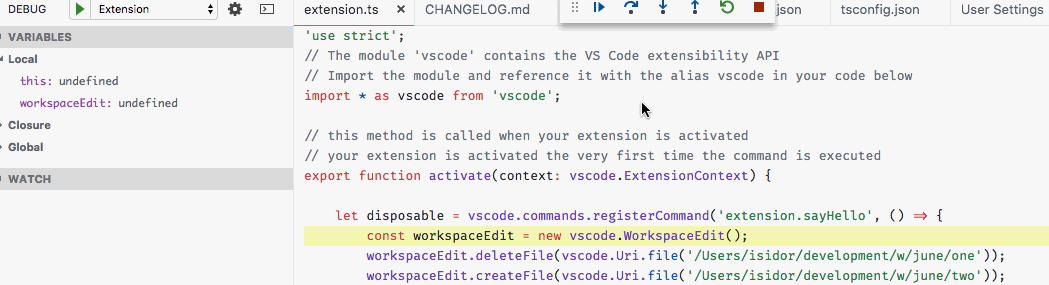 DEBUG Extension
extension.ts CHANGELOG.md .json tsconfig.json User Settings
VARIABLES
Local
this: undefined
workspaceEdit: undefined
Closure
Global
WATCH
'use strict';
// The module 'vscode' contains the VS Code extensibility API
// Import the module and reference it with the alias vscode in your code below
import * as vscode from 'vscode';
// this method is called when your extension is activated
// your extension is activated the very first time the command is executed
export function activate(context: vscode.ExtensionContext) {
let disposable = vscode.commands.registerCommand('extension.sayHello', () => {
const workspaceEdit = new vscode.WorkspaceEdit();
workspaceEdit.deleteFile(vscode.Uri.file('/Users/isidor/development/w/june/one'));
workspaceEdit.createFile(vscode.Uri.file('/Users/isidor/development/w/june/two'));